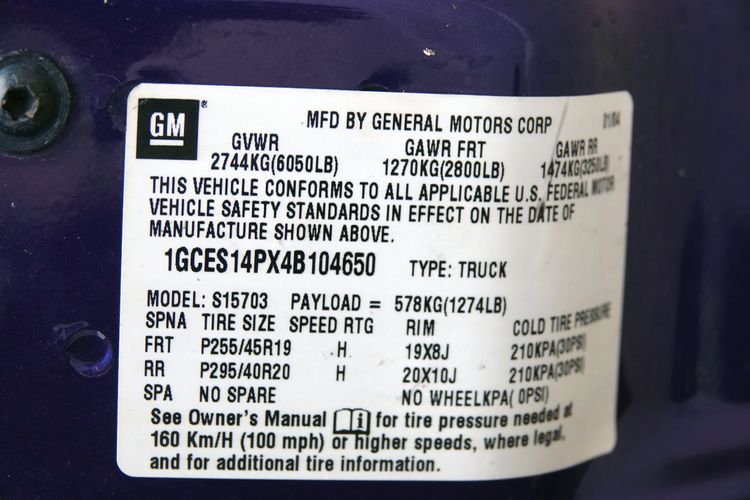 GM® MFD BY GENERAL MOTORS CORP 01/04
GVWR GAWR FRT GAWR RR
2744KG(6050LB) 1270KG(2800LB) 1474KG(3250LB)
THIS VEHICLE CONFORMS TO ALL APPLICABLE U.S. FEDERAL MOTOR
VEHICLE SAFETY STANDARDS IN EFFECT ON THE DATE OF
MANUFACTURE SHOWN ABOVE.
1GCES14PX4B104650 TYPE: TRUCK
MODEL: S15703 PAYLOAD = 578KG(1274LB)
SPNA TIRE SIZE SPEED RTG RIM COLD TIRE PRESSURE
FRT P255/45R19 H 19X8J 210KPA(30PSI)
RR P295/40R20 H 20X10J 210KPA(30PSI)
SPA NO SPARE NO WHEELKPA( 0PSI)
See Owner's Manual i for tire pressure needed at
160 Km/H (100 mph) or higher speeds, where legal,
and for additional tire information.